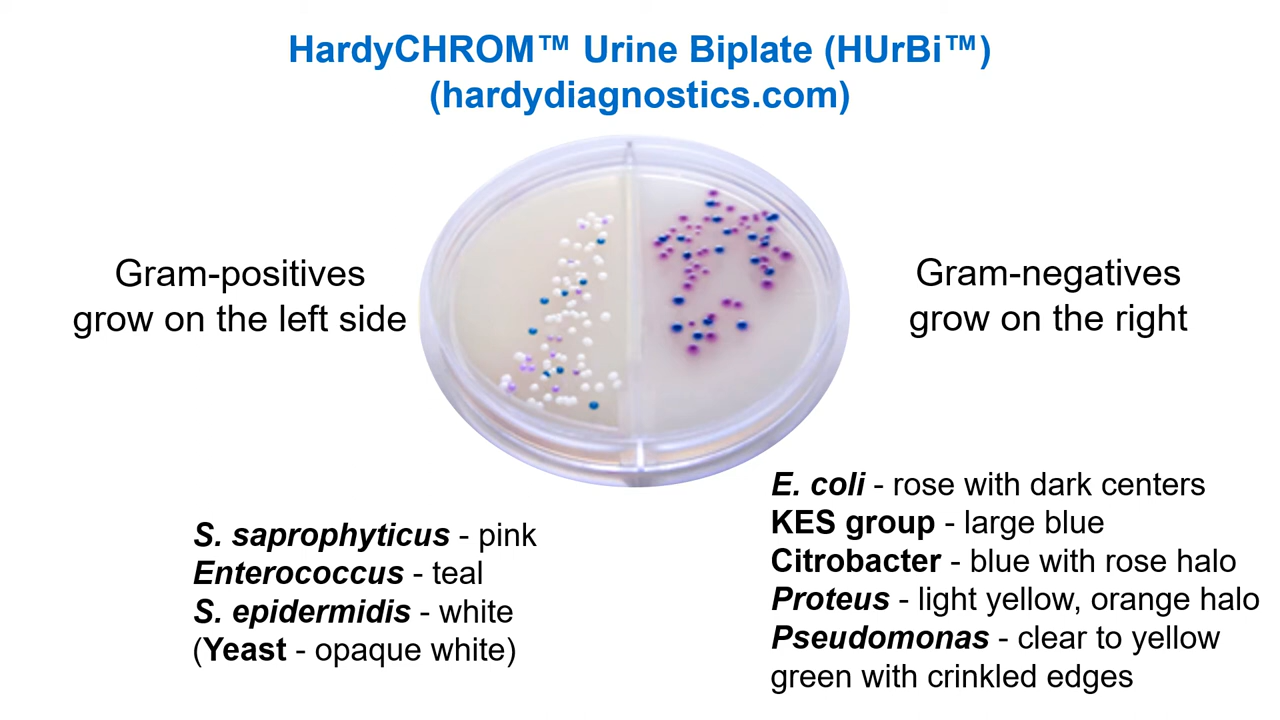 HardyCHROM™ Urine Biplate (HUrBi™)
(hardydiagnostics.com)
Gram-positives
grow on the left side
Gram-negatives
grow on the right
S. saprophyticus - pink
Enterococcus - teal
S. epidermidis - white
(Yeast - opaque white)
E. coli - rose with dark centers
KES group - large blue
Citrobacter - blue with rose halo
Proteus - light yellow, orange halo
Pseudomonas - clear to yellow
green with crinkled edges